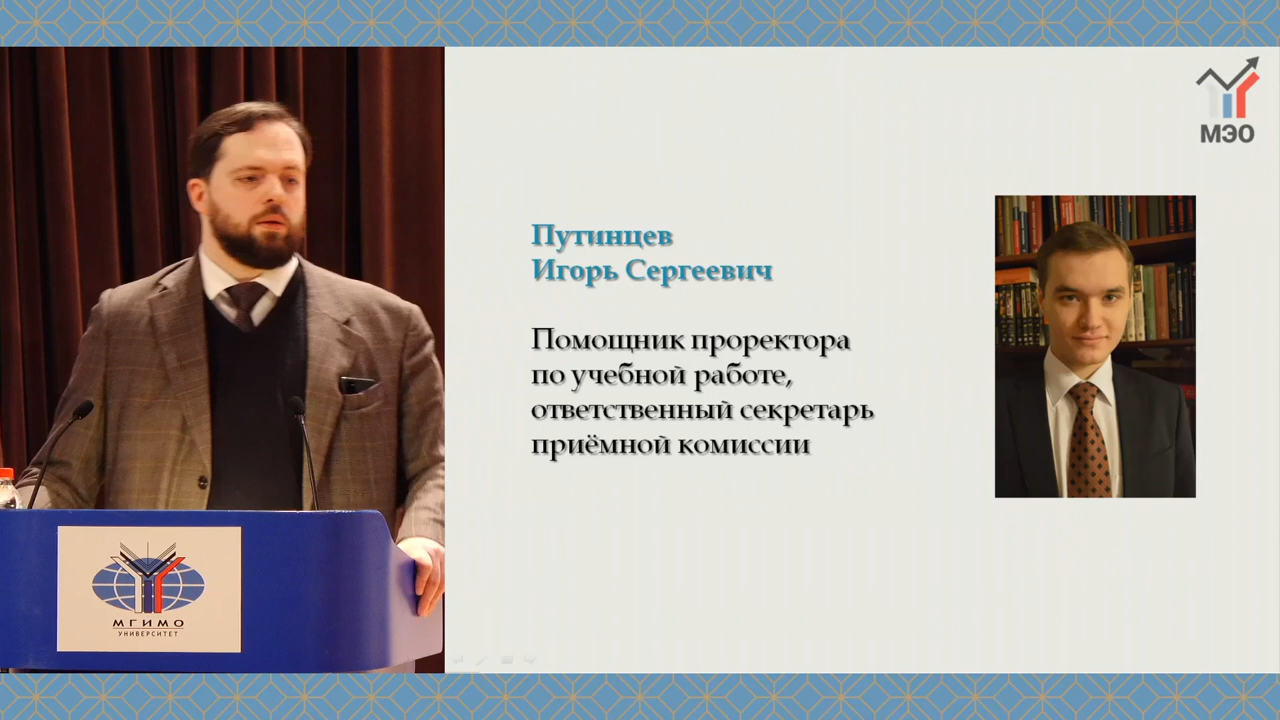 МЭО
Путинцев
Игорь Сергеевич
Помощник проректора
по учебной работе,
ответственный секретарь
приёмной комиссии
МГИМО
УНИВЕРСИТЕТ